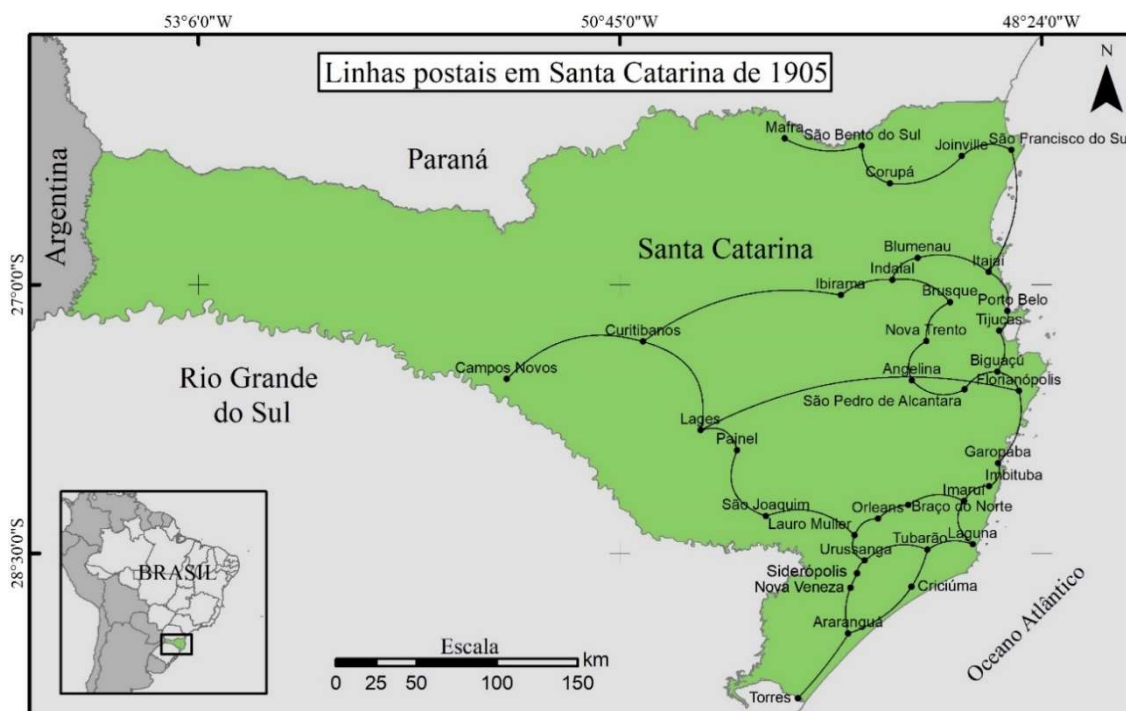 53°6'0"W
50°45'0"W
48°24'0"W
Linhas postais em Santa Catarina de 1905
N
Argentina
Paraná
Mafra
São Bento do Sul
Joinville
São Francisco do Su
Corupá
Santa Catarina
Blumenau
Itajaí
Indaial
27°0'0"S
Ibirama
Brusque
Porto Belo
Tijucas
Curitibanos
Nova Trento
Campos Novos
Biguaçú
Angelina
Florianópolis
Rio Grande
do Sul
São Pedro de Alcantara
Lages
Painel
Garopaba
Imbituba
Imaruí
São Joaquim
Orleans
Braço do Norte
Lauro Muller
Laguna
Tubarão
28°30'0"S
Urussanga
BRASIL
Siderópolis
Nova Veneza
Criciúma
Araranguá
Oceano Atlântico
Escala
km
0 25 50 100 150
Torres